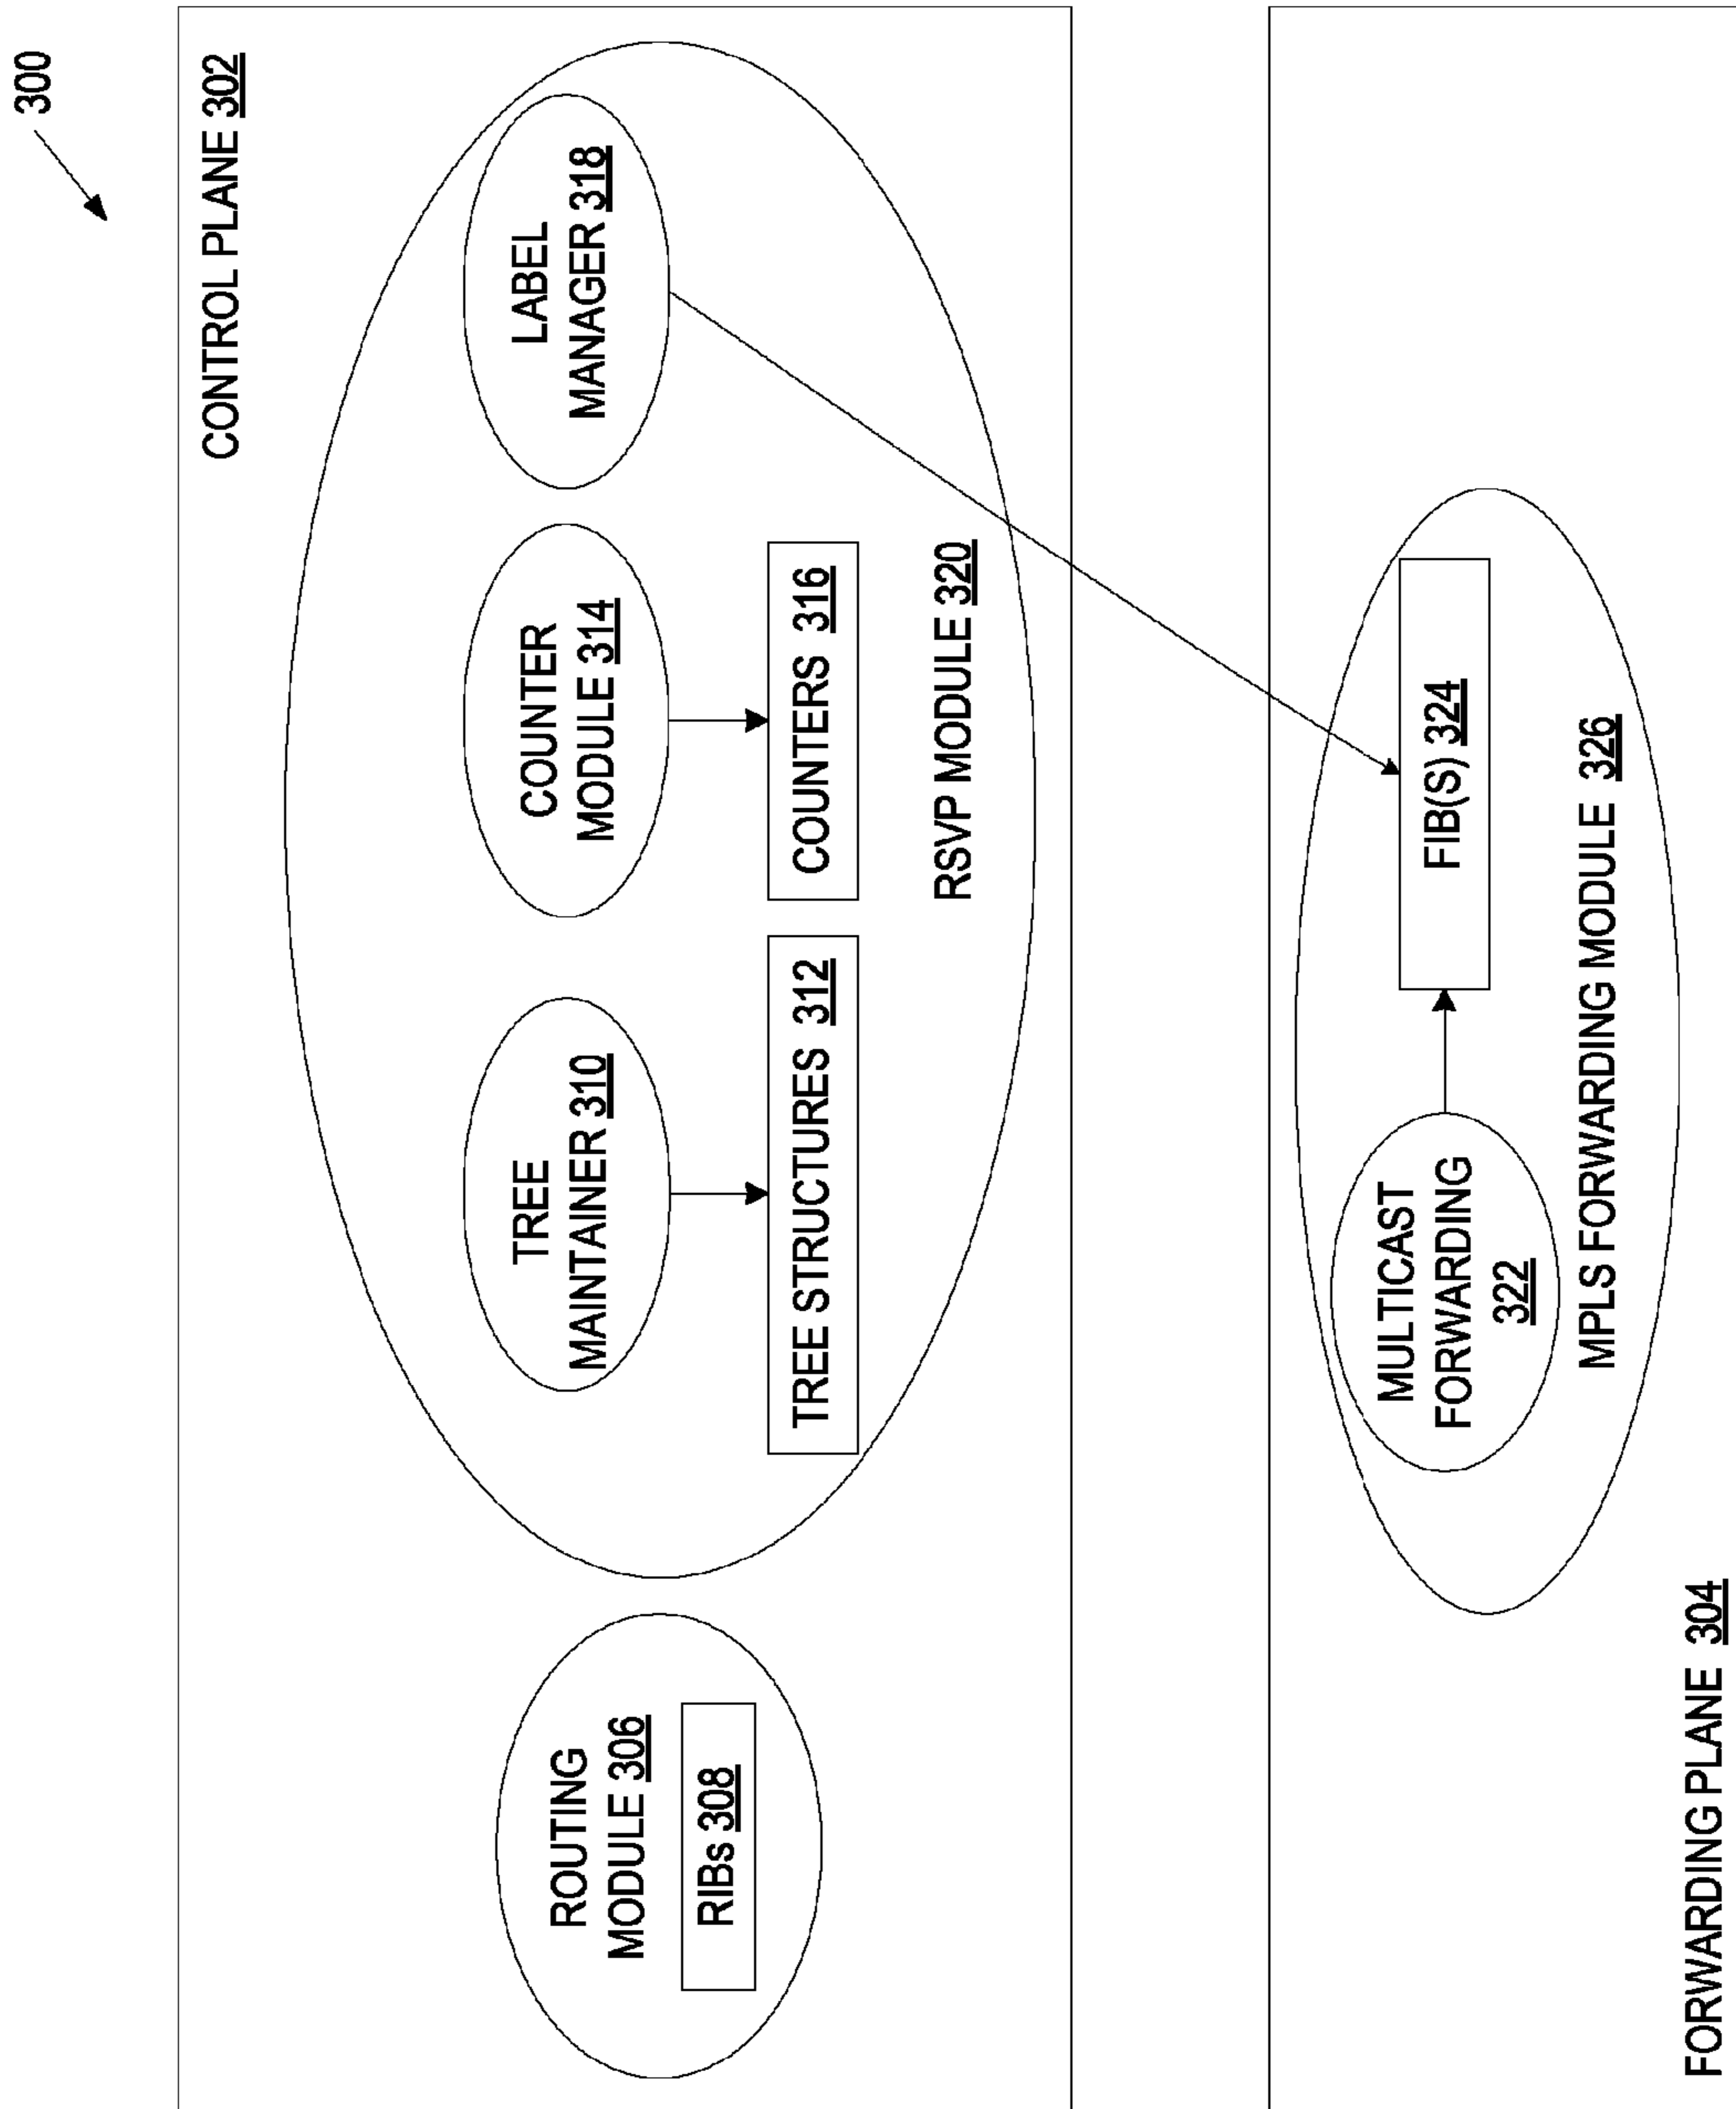 300
CONTROL PLANE 302
ROUTING
MODULE 306
RIBs 308
TREE
MAINTAINER 310
TREE STRUCTURES 312
COUNTER
MODULE 314
COUNTERS 316
LABEL
MANAGER 318
RSVP MODULE 320
MULTICAST
FORWARDING
322
FIB(S) 324
MPLS FORWARDING MODULE 326
FORWARDING PLANE 304